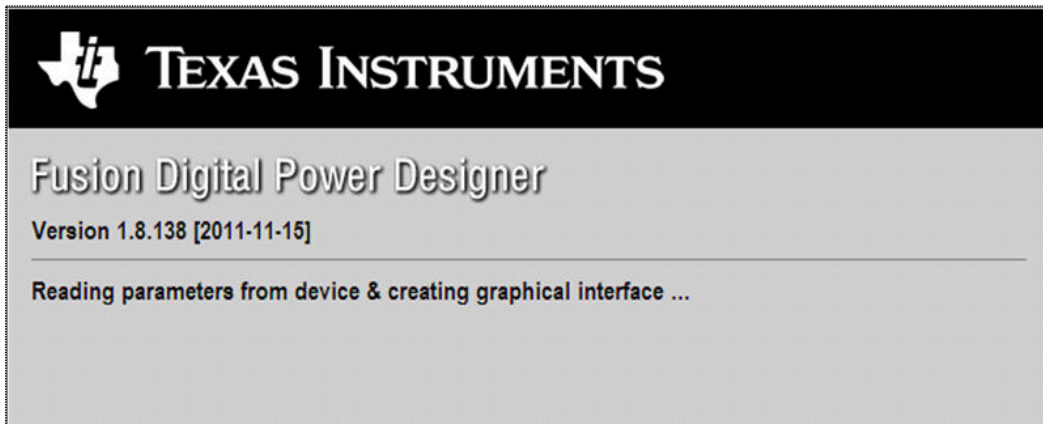 TEXAS INSTRUMENTS
Fusion Digital Power Designer
Version 1.8.138 [2011-11-15]
Reading parameters from device & creating graphical interface ...